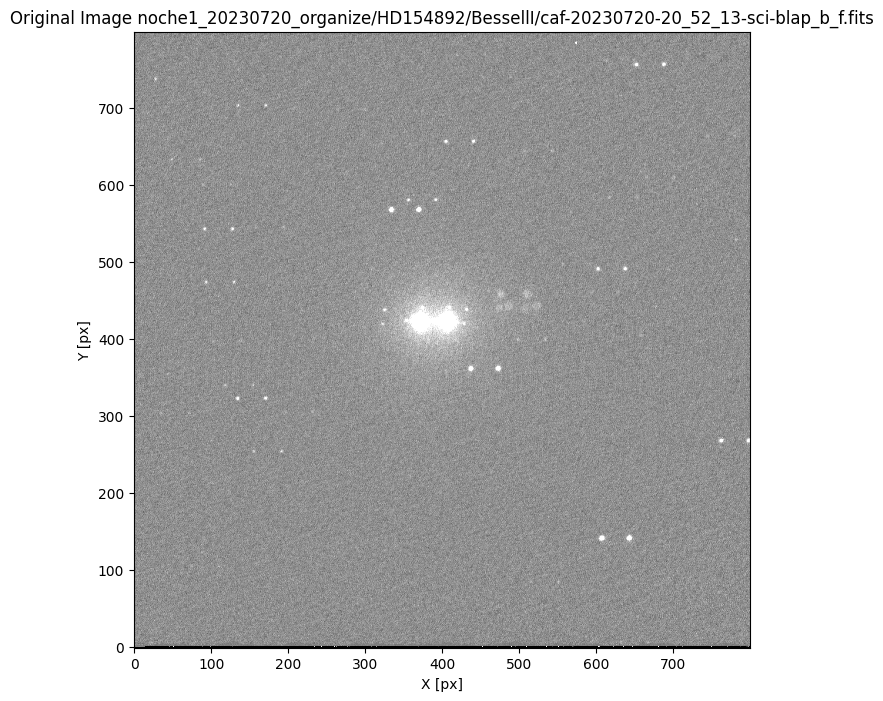 Original Image noche1_20230720_organize/HD154892/BessellI/caf-20230720-20_52_13-sci-blap_b_f.fits
700
600
500
400
300
200
100
0
Y [px]
0 100 200 300 400 500 600 700
X [px]